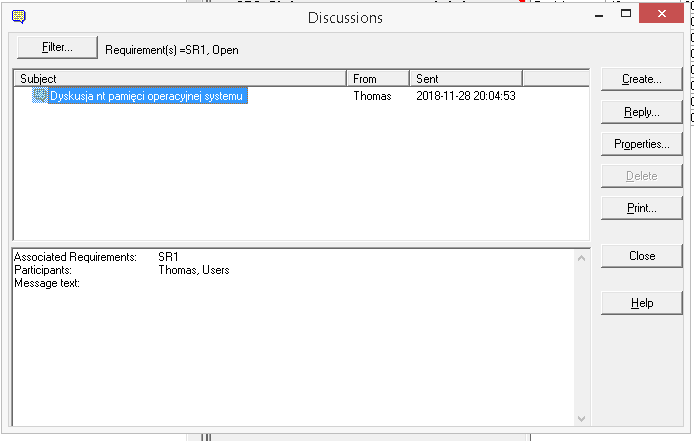 Discussions
Filter... Requirement(s) =SR1, Open
Subject From Sent
Dyskusja nt pamięci operacyjnej systemu Thomas 2018-11-28 20:04:53
Create...
Reply...
Properties...
Delete
Print...
Close
Help
Associated Requirements: SR1
Participants: Thomas, Users
Message text: